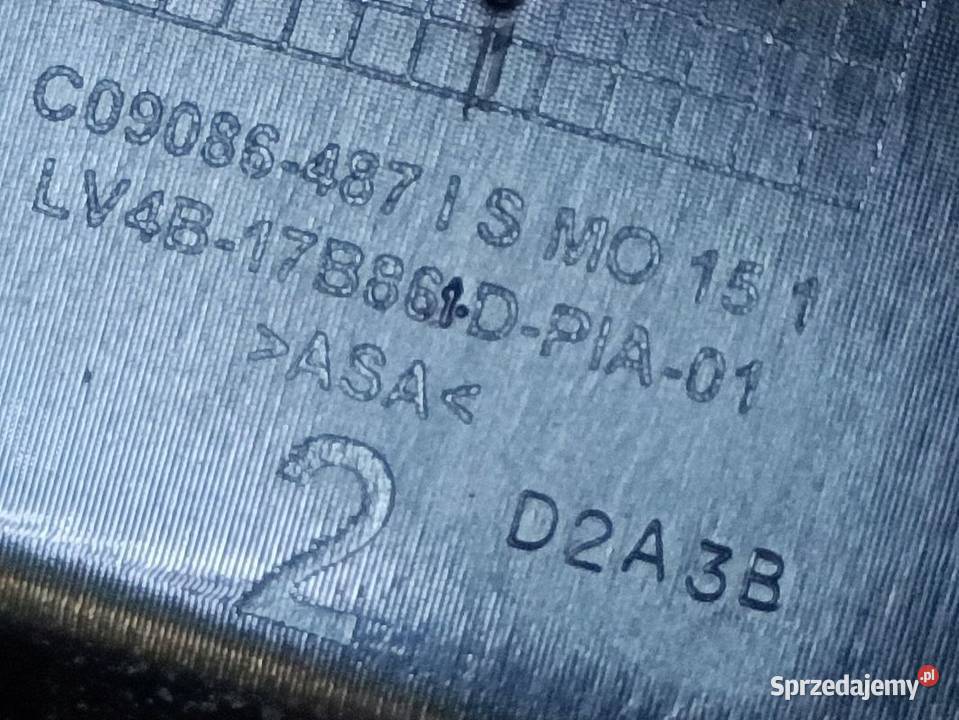 C09086-487 I S MO 15 1
LV4B-17B861-D-PIA-01
>ASA<
2
D2A3B
Sprzedajemy.pl